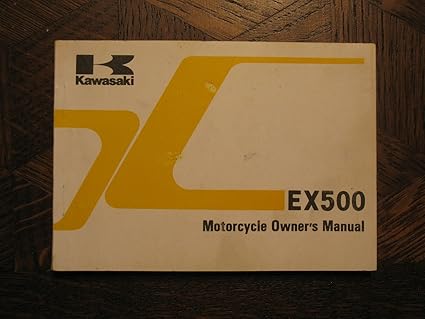 Kawasaki
EX500
Motorcycle Owner's Manual